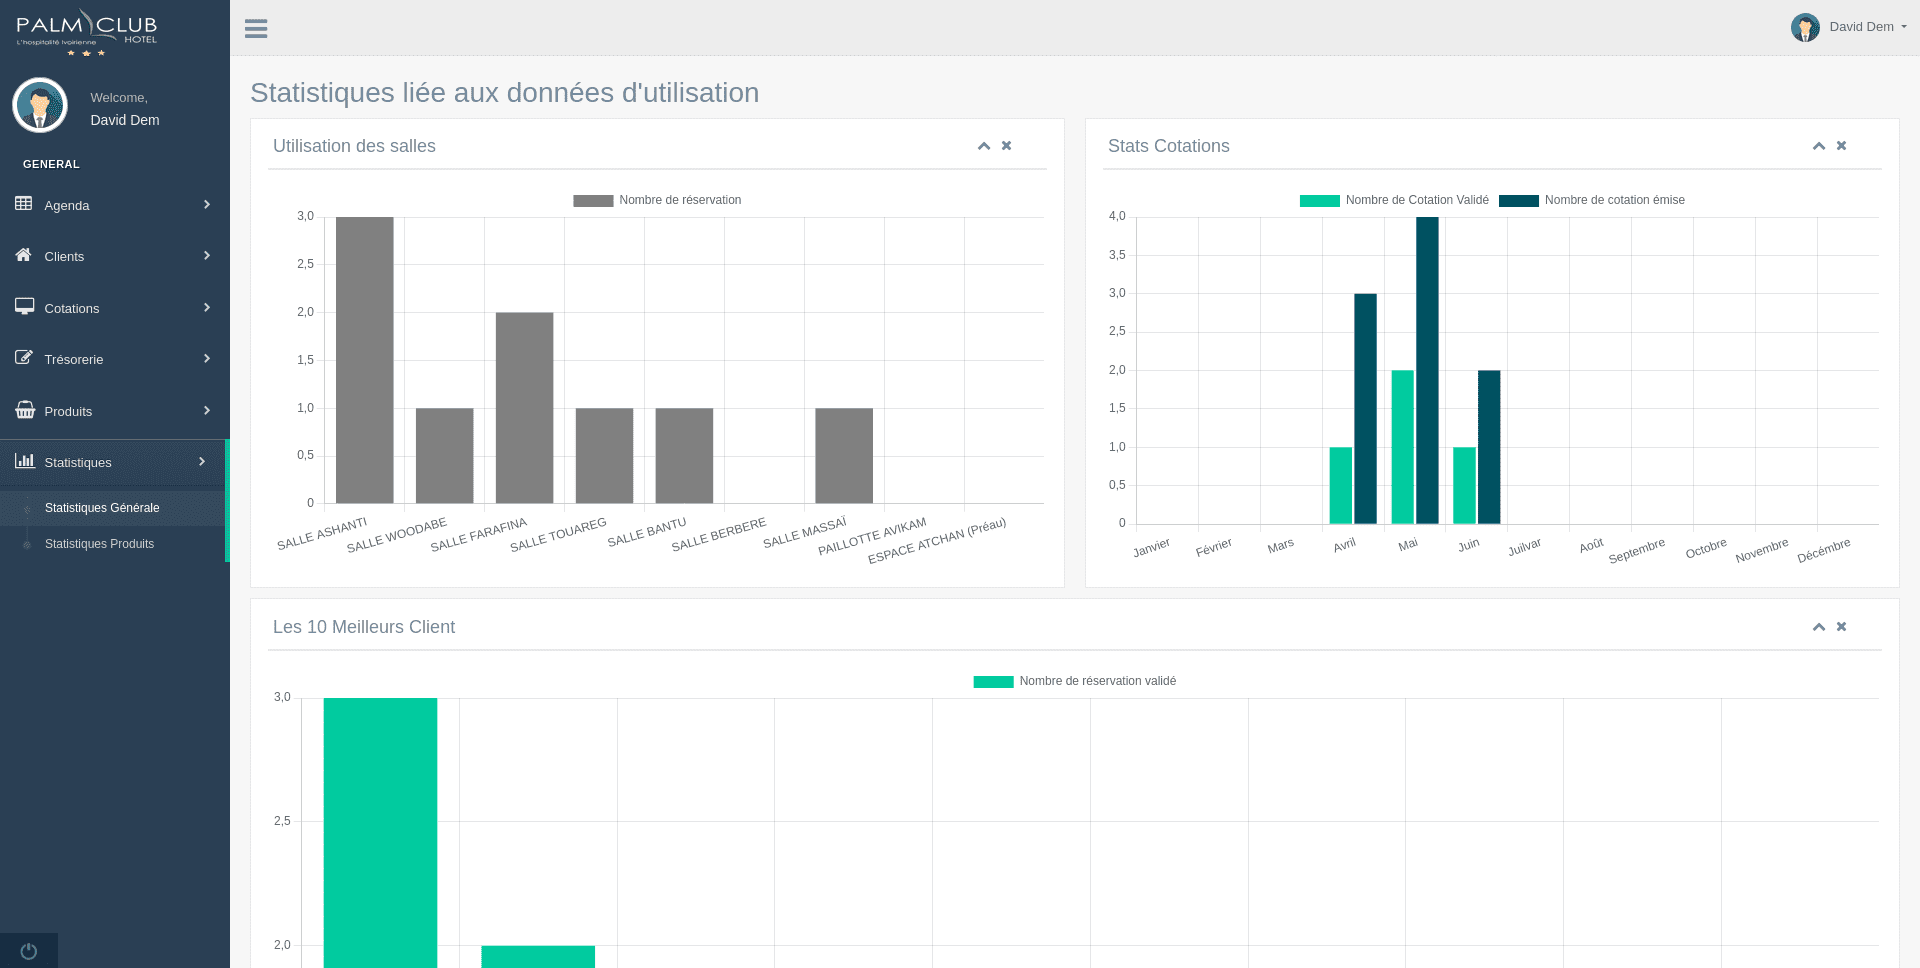 PALM CLUB
L'hospitalité Ivoirienne HOTEL
Welcome,
David Dem
GENERAL
Agenda
Clients
Cotations
Trésorerie
Produits
Statistiques
Statistiques Générale
Statistiques Produits
David Dem
Statistiques liée aux données d'utilisation
Utilisation des salles
Nombre de réservation
3,0
2,5
2,0
1,5
1,0
0,5
0
SALLE ASHANTI
SALLE WOODABE
SALLE FARAFINA
SALLE TOUAREG
SALLE BANTU
SALLE BERBERE
SALLE MASSAÏ
PAILLOTTE AVIKAM
ESPACE ATCHAN (Préau)
Stats Cotations
Nombre de Cotation Validé Nombre de cotation émise
4,0
3,5
3,0
2,5
2,0
1,5
1,0
0,5
0
Janvier
Février
Mars
Avril
Mai
Juin
Juilvar
Août
Septembre
Octobre
Novembre
Décémbre
Les 10 Meilleurs Client
Nombre de réservation validé
3,0
2,5
2,0